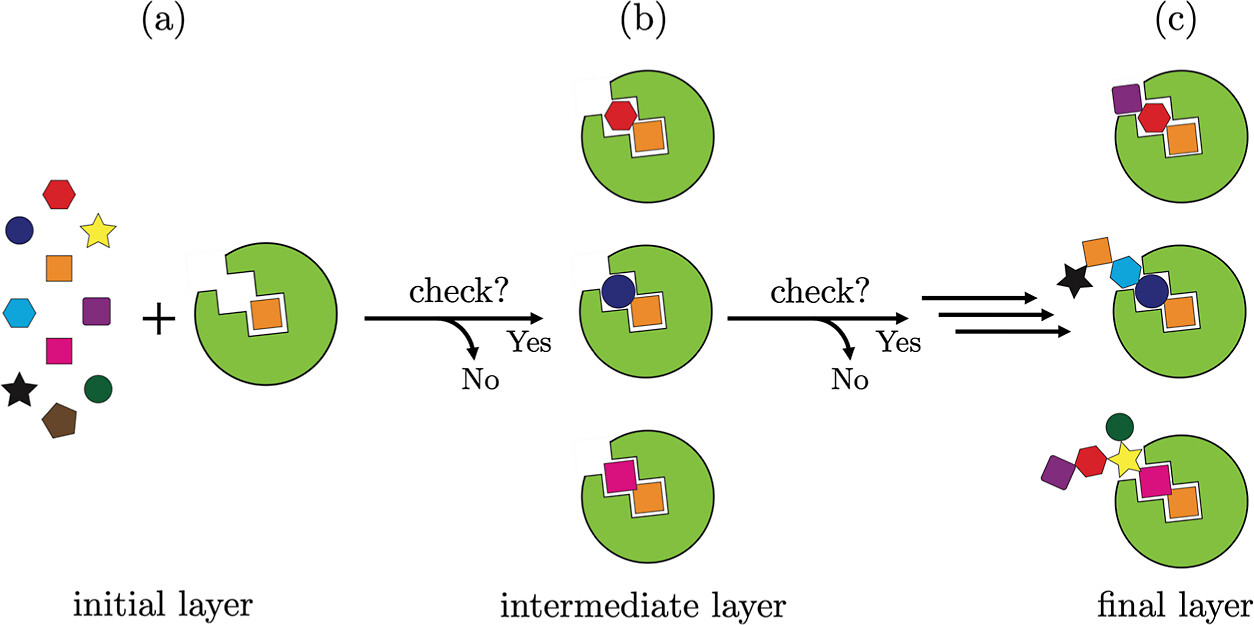 (a)
(b)
(c)
+
check?
Yes
No
check?
Yes
No
initial layer
intermediate layer
final layer